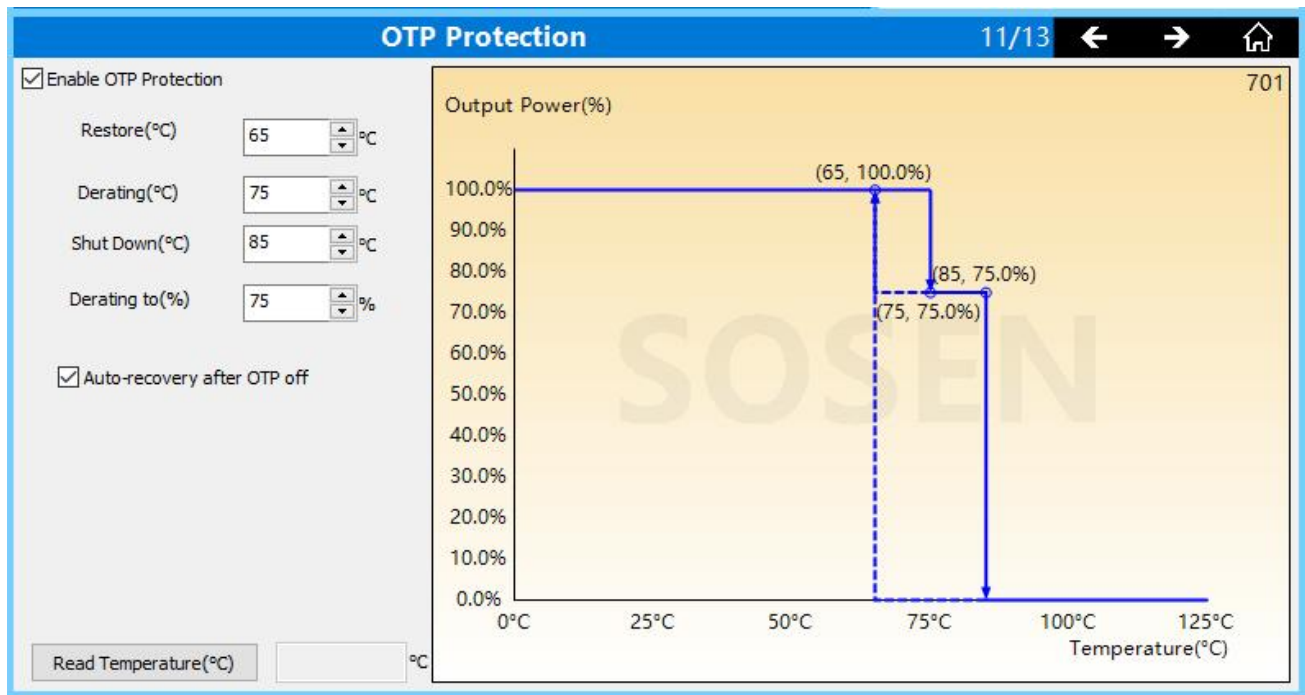 OTP Protection
11/13
Enable OTP Protection
Restore(°C)
65
°C
Derating(°C)
75
°C
Shut Down(°C)
85
°C
Derating to(%)
75
%
Auto-recovery after OTP off
Read Temperature(°C)
°C
701
Output Power(%)
(65, 100.0%)
100.0%
90.0%
80.0%
(85, 75.0%)
70.0%
(75, 75.0%)
60.0%
50.0%
40.0%
30.0%
20.0%
10.0%
0.0%
SOSEN
0°C
25°C
50°C
75°C
100°C
125°C
Temperature(°C)